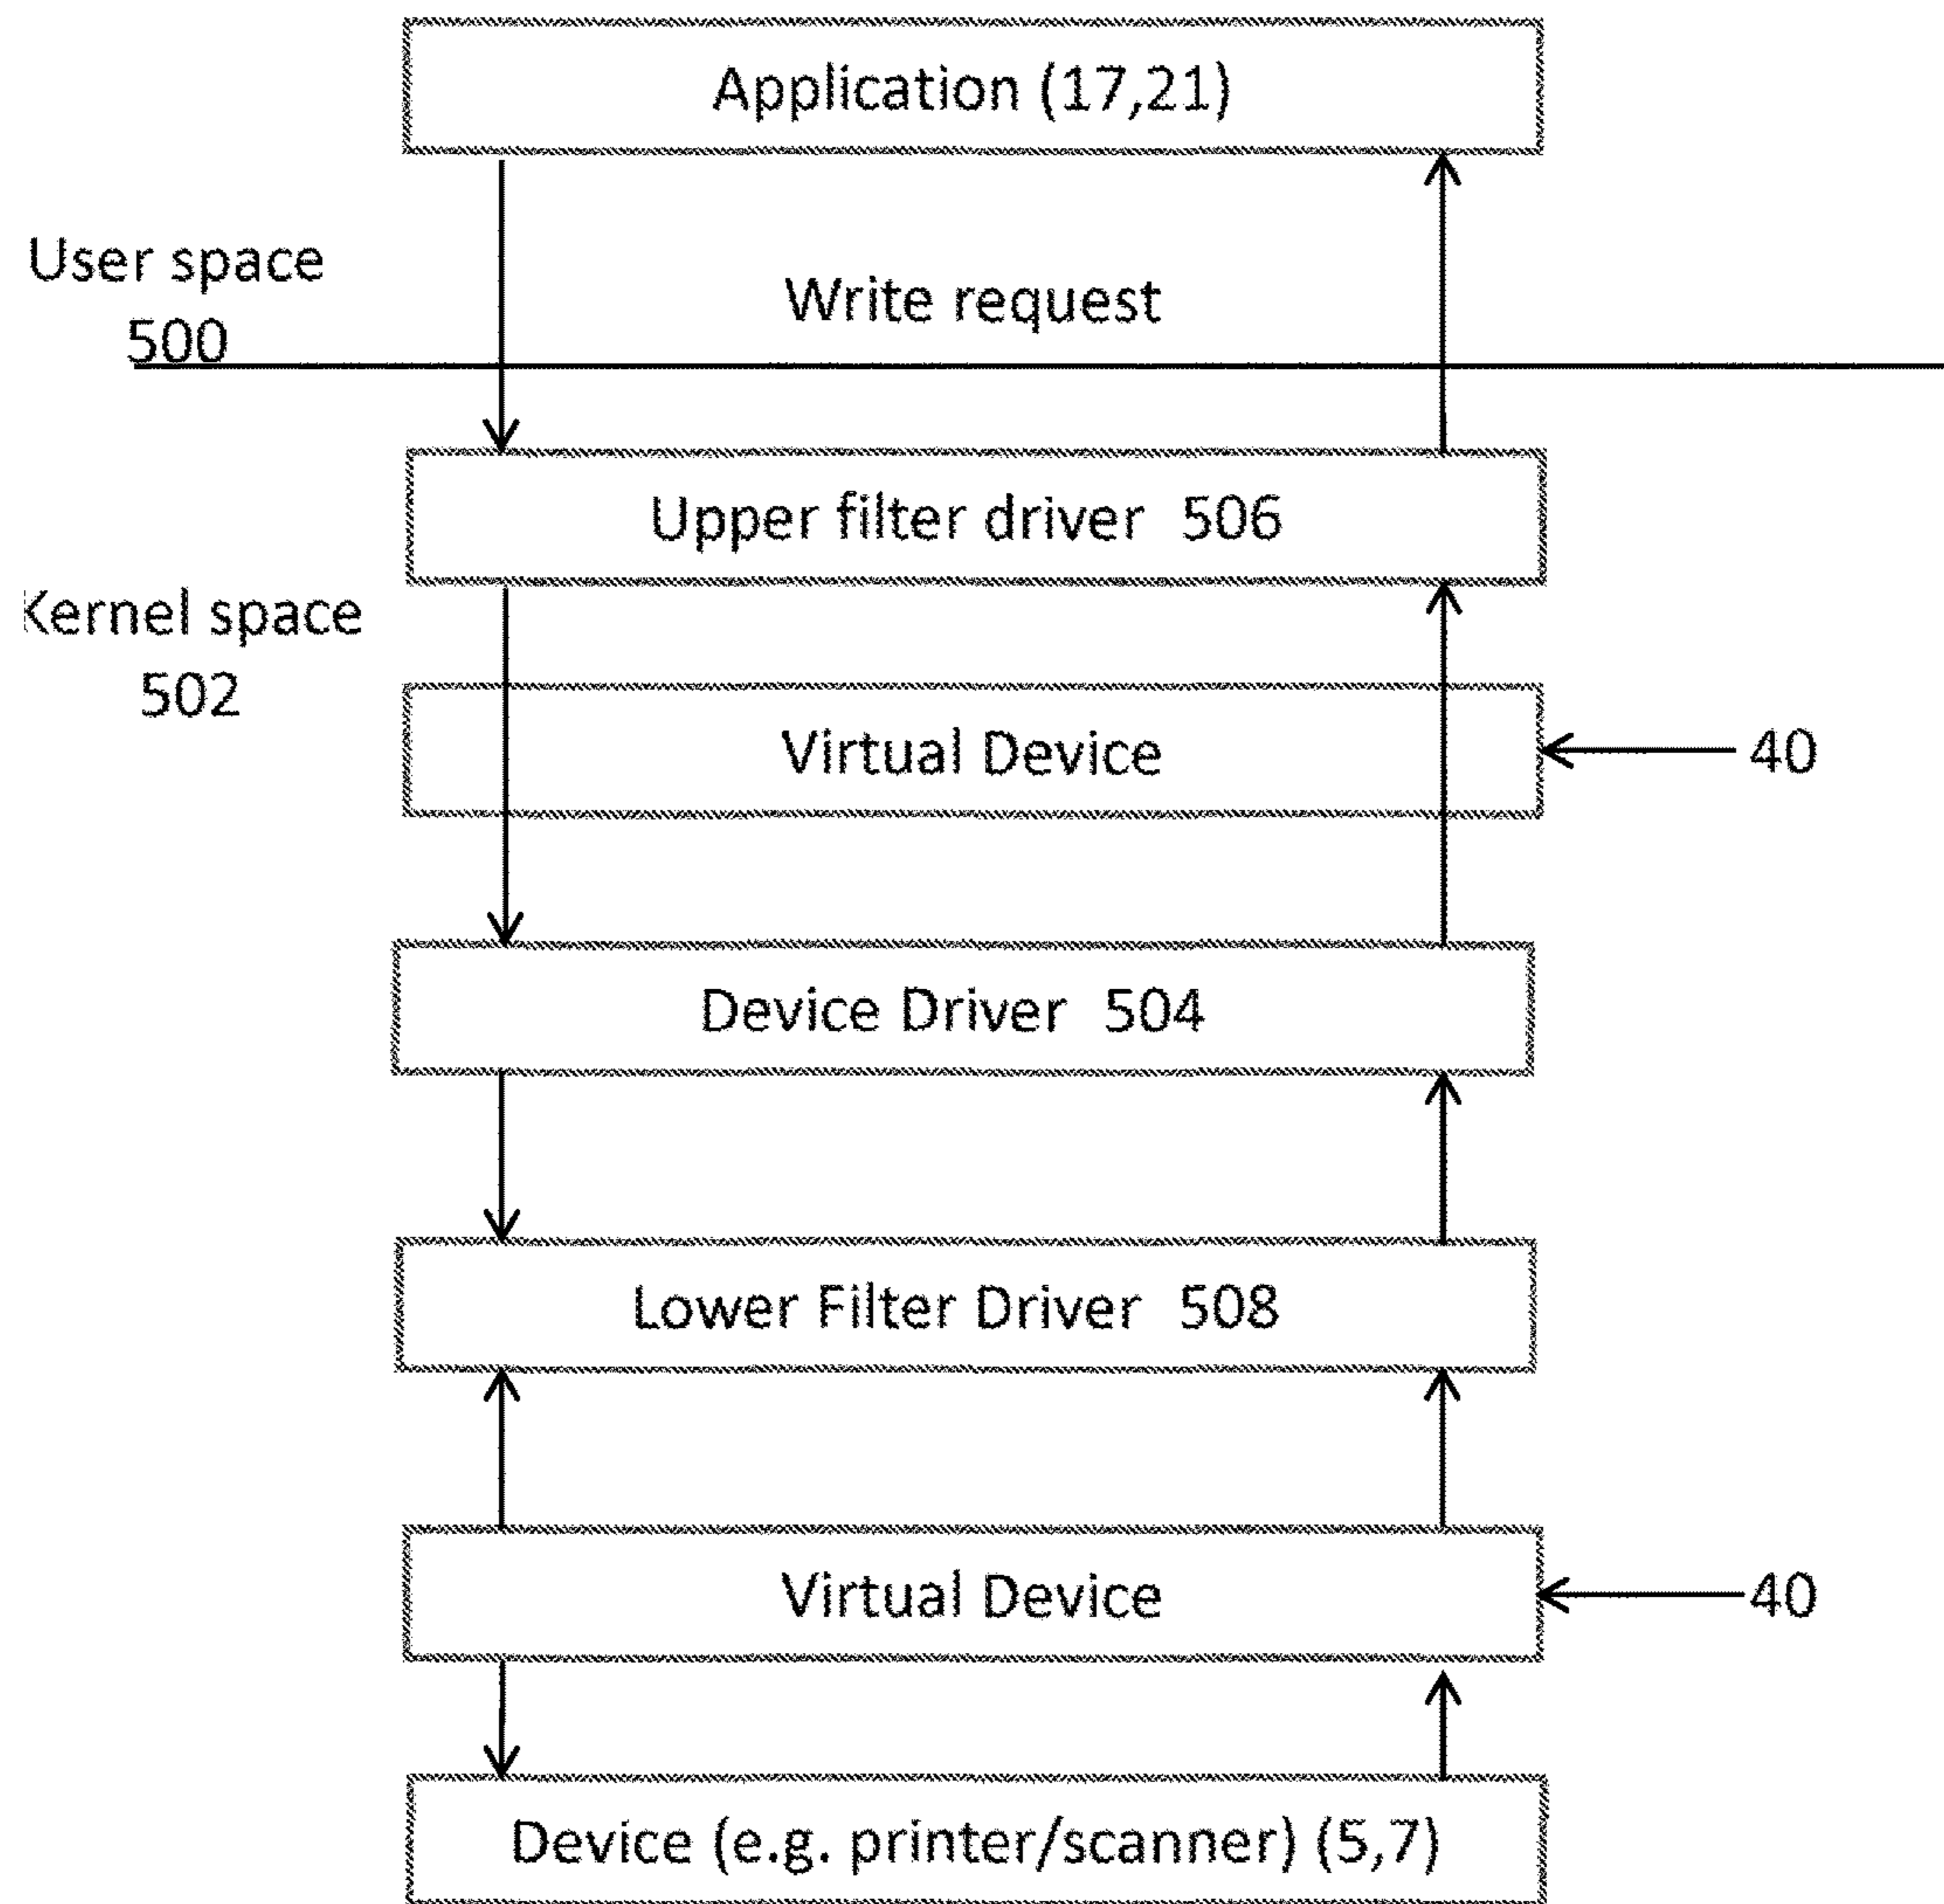 Application (17,21)
User space
500
Write request
Upper filter driver 506
Kernel space
502
Virtual Device
40
Device Driver 504
Lower Filter Driver 508
Virtual Device
40
Device (e.g. printer/scanner) (5,7)